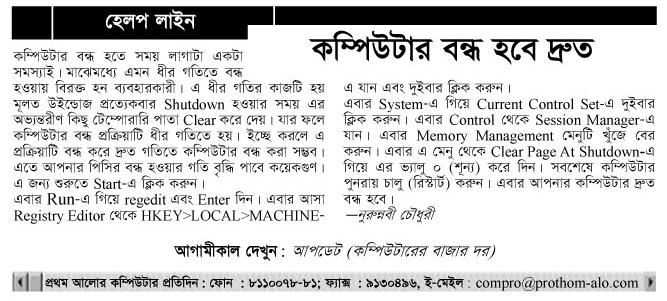 হেলপ লাইন
কম্পিউটার বন্ধ হবে দ্রুত
কম্পিউটার বন্ধ হতে সময় লাগাটা একটা
সমস্যাই। মাঝেমধ্যে এমন ধীর গতিতে বন্ধ
হওয়ায় বিরক্ত হন ব্যবহারকারী। এ ধীর গতির কাজটি হয়
মূলত উইন্ডোজ প্রত্যেকবার Shutdown হওয়ার সময় এর
অভ্যন্তরীণ কিছু টেম্পোরারি পাতা Clear করে দেয়। যার ফলে
কম্পিউটার বন্ধ প্রক্রিয়াটি ধীর গতিতে হয়। ইচ্ছে করলে এ
প্রক্রিয়াটি বন্ধ করে দ্রুত গতিতে কম্পিউটার বন্ধ করা সম্ভব।
এতে আপনার পিসির বন্ধ হওয়ার গতি বৃদ্ধি পাবে কয়েকগুণ।
এ জন্য শুরুতে Start-এ ক্লিক করুন।
এবার Run-এ গিয়ে regedit এবং Enter দিন। এবার আসা
Registry Editor থেকে HKEY>LOCAL>MACHINE-
এ যান এবং দুইবার ক্লিক করুন।
এবার System-এ গিয়ে Current Control Set-এ দুইবার
ক্লিক করুন। এবার Control থেকে Session Manager-এ
যান। এবার Memory Management মেনুটি খুঁজে বের
করুন। এবার এ মেনু থেকে Clear Page At Shutdown-এ
গিয়ে এর ভ্যালু ০ (শূন্য) করে দিন। সবশেষে কম্পিউটার
পুনরায় চালু (রিস্টার্ট) করুন। এবার আপনার কম্পিউটার দ্রুত
বন্ধ হবে।
—নুরুন্নবী চৌধুরী
আগামীকাল দেখুন : আপডেট (কম্পিউটারের বাজার দর)
প্রথম আলোর কম্পিউটার প্রতিদিন : ফোন : ৮১১০০৭৮-৮১; ফ্যাক্স : ৯১৩০৪৯৬, ই-মেইল : compro@prothom-alo.com